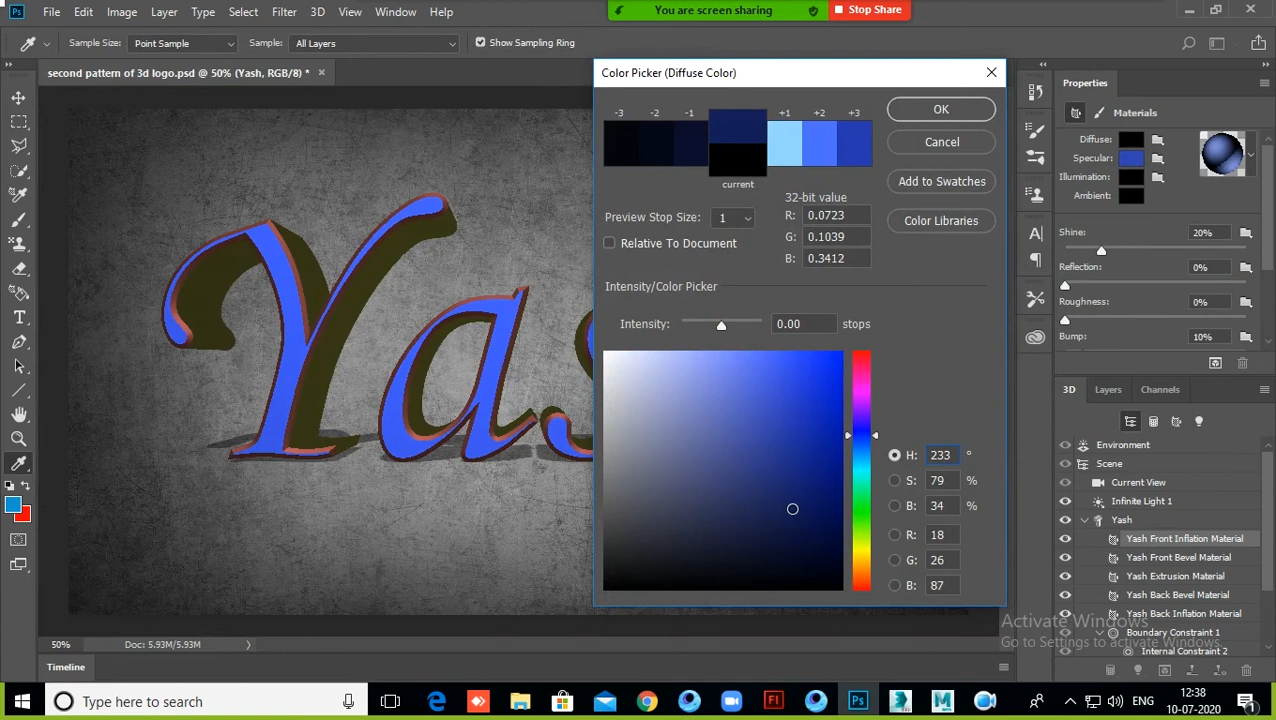 Ps File Edit Image Layer Type Select Filter 3D View Window Help
You are screen sharing Stop Share
Sample Size: Point Sample Sample: All Layers Show Sampling Ring
second pattern of 3d logo.psd @ 50% (Yash, RGB/8) *
Yas
Color Picker (Diffuse Color)
-3 -2 -1 +1 +2 +3
current
OK
Cancel
Add to Swatches
Color Libraries
32-bit value
Preview Stop Size: 1
R: 0.0723
G: 0.1039
B: 0.3412
Relative To Document
Intensity/Color Picker
Intensity: 0.00 stops
H: 233 °
S: 79 %
B: 34 %
R: 18
G: 26
B: 87
Properties
Materials
Diffuse:
Specular:
Illumination:
Ambient:
Shine: 20%
Reflection: 0%
Roughness: 0%
Bump: 10%
3D Layers Channels
Environment
Scene
Current View
Infinite Light 1
Yash
Yash Front Inflation Material
Yash Front Bevel Material
Yash Extrusion Material
Yash Back Bevel Material
Yash Back Inflation Material
Boundary Constraint 1
Internal Constraint 2
Activate Windows
Go to Settings to activate Windows.
50% Doc: 5.93M/5.93M
Timeline
Type here to search
Fl Ps M
ENG
12:38
10-07-2020
1